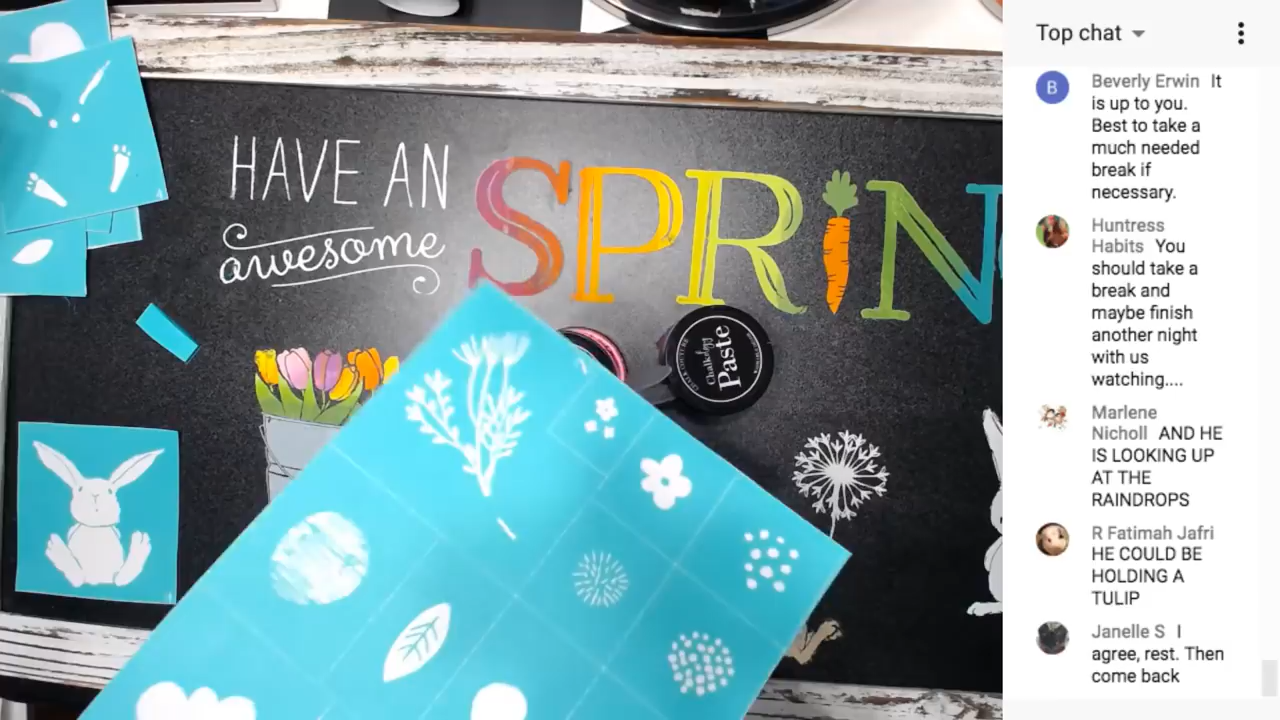 HAVE AN
awesome
SPRiN
Chalkology
Paste
Top chat
B
Beverly Erwin It
is up to you.
Best to take a
much needed
break if
necessary.
Huntress
Habits You
should take a
break and
maybe finish
another night
with us
watching....
Marlene
Nicholl AND HE
IS LOOKING UP
AT THE
RAINDROPS
R Fatimah Jafri
HE COULD BE
HOLDING A
TULIP
Janelle S I
agree, rest. Then
come back